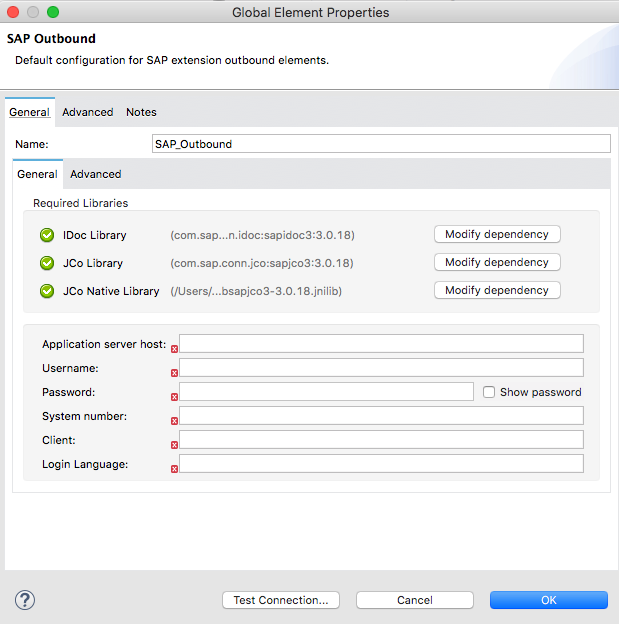 Global Element Properties
SAP Outbound
Default configuration for SAP extension outbound elements.
General Advanced Notes
Name: SAP_Outbound
General Advanced
Required Libraries
IDoc Library (com.sap...n.idoc:sapidoc3:3.0.18) Modify dependency
JCo Library (com.sap.conn.jco:sapjco3:3.0.18) Modify dependency
JCo Native Library (/Users/...bsapjco3-3.0.18.jnilib) Modify dependency
Application server host:
Username:
Password: Show password
System number:
Client:
Login Language:
? Test Connection... Cancel OK